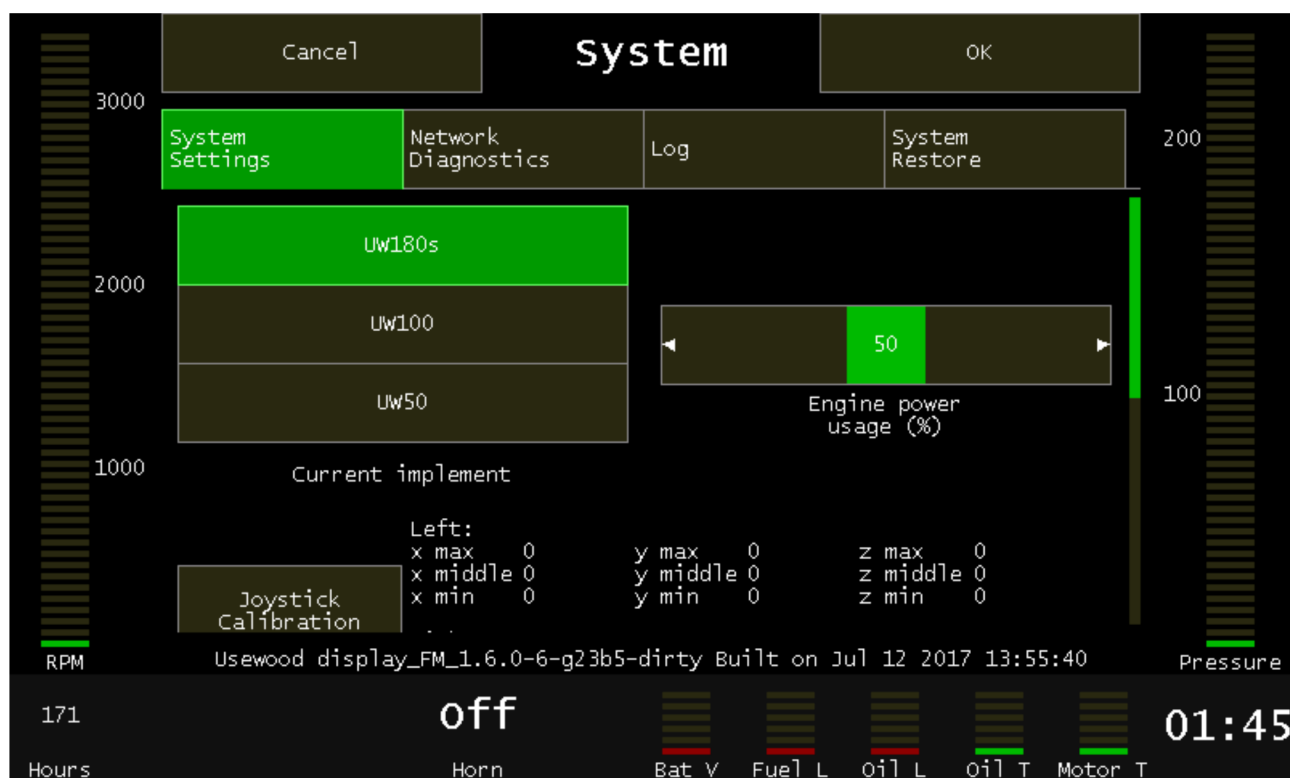 Cancel
System
OK
System
Settings
Network
Diagnostics
Log
System
Restore
3000
2000
1000
RPM
200
100
Pressure
UW180s
UW100
UW50
Current implement
50
Engine power
usage (%)
Joystick
Calibration
Left:
x max 0 y max 0 z max 0
x middle 0 y middle 0 z middle 0
x min 0 y min 0 z min 0
Usewood display_FM_1.6.0-6-g23b5-dirty Built on Jul 12 2017 13:55:40
171
Hours
off
Horn
Bat V
Fuel L
Oil L
Oil T
Motor T
01:45